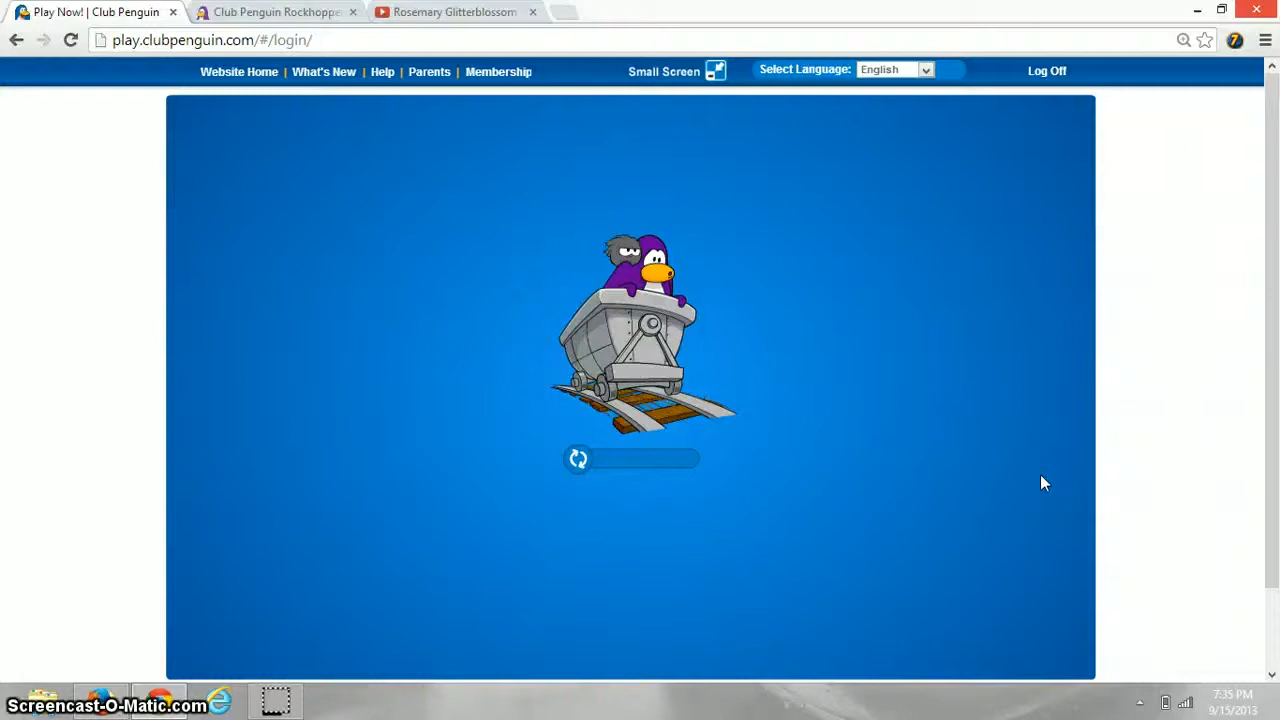 Play Now! | Club Penguin
Club Penguin Rockhoppe
Rosemary Glitterblossom
play.clubpenguin.com/#/login/
Website Home | What's New | Help | Parents | Membership
Small Screen
Select Language: English
Log Off
7:35 PM
9/15/2013
Screencast-O-Matic.com